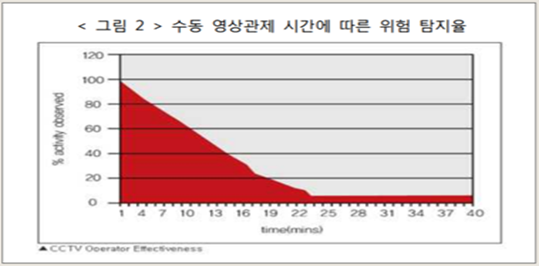 < 그림 2 > 수동 영상관제 시간에 따른 위험 탐지율
120
100
80
60
40
20
0
% activity observed
1 4 7 10 13 16 19 22 25 28 31 34 37 40
time(mins)
▲CCTV Operator Effectiveness